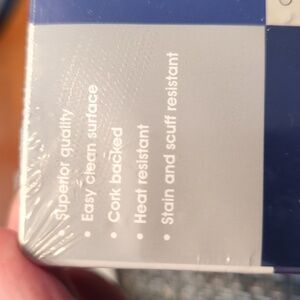 • Superior quality
• Easy clean surface
• Cork backed
• Heat resistant
• Stain and scuff resistant